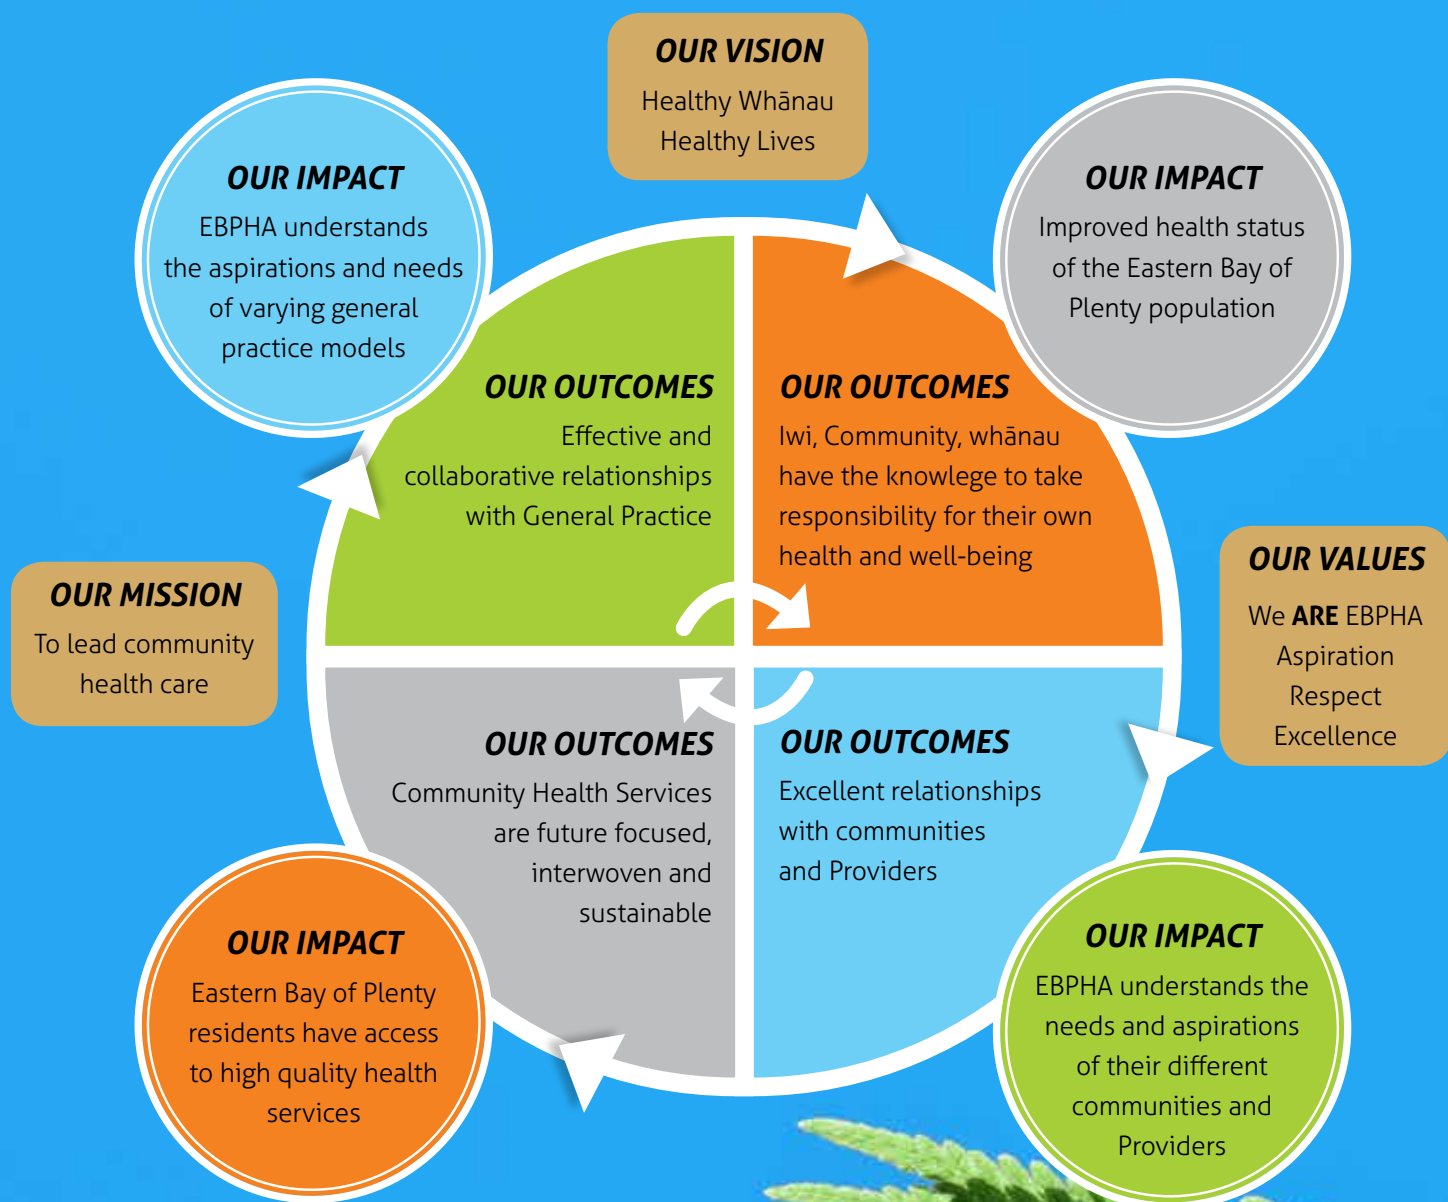 OUR VISION
Healthy Whānau
Healthy Lives
OUR IMPACT
EBPHA understands
the aspirations and needs
of varying general
practice models
OUR IMPACT
Improved health status
of the Eastern Bay of
Plenty population
OUR OUTCOMES
Effective and
collaborative relationships
with General Practice
OUR OUTCOMES
Iwi, Community, whānau
have the knowlege to take
responsibility for their own
health and well-being
OUR MISSION
To lead community
health care
OUR VALUES
We ARE EBPHA
Aspiration
Respect
Excellence
OUR OUTCOMES
Community Health Services
are future focused,
interwoven and
sustainable
OUR OUTCOMES
Excellent relationships
with communities
and Providers
OUR IMPACT
Eastern Bay of Plenty
residents have access
to high quality health
services
OUR IMPACT
EBPHA understands the
needs and aspirations
of their different
communities and
Providers